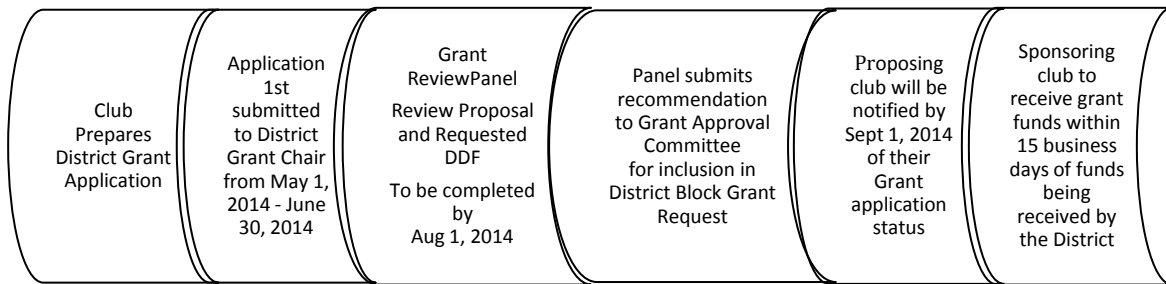 Club
Prepares
District Grant
Application
Application
1st
submitted
to District
Grant Chair
from May 1,
2014 - June
30, 2014
Grant
ReviewPanel
Review Proposal
and Requested
DDF
To be completed
by
Aug 1, 2014
Panel submits
recommendation
to Grant Approval
Committee
for inclusion in
District Block Grant
Request
Proposing
club will be
notified by
Sept 1, 2014
of their
Grant
application
status
Sponsoring
club to
receive grant
funds within
15 business
days of funds
being
received by
the District